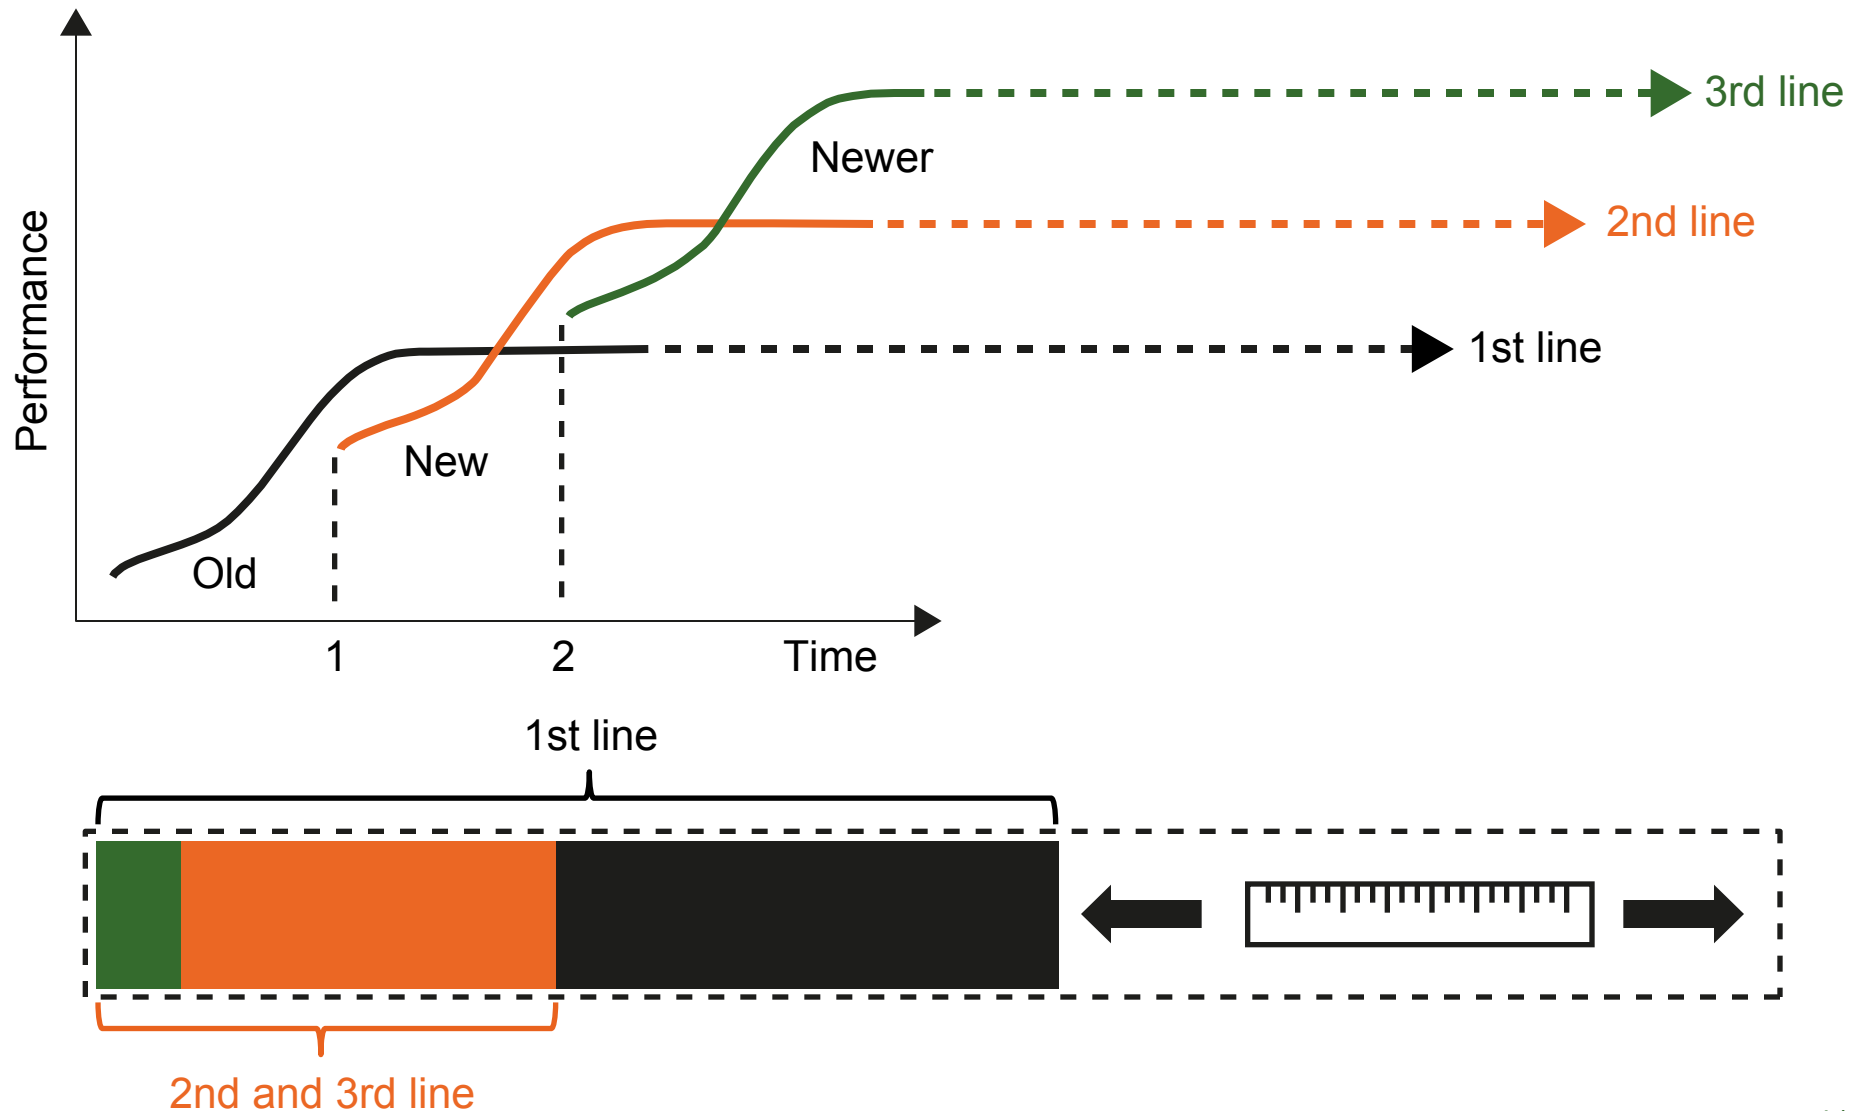 3rd line
Newer
2nd line
Performance
1st line
New
Old
1
2
Time
1st line
2nd and 3rd line